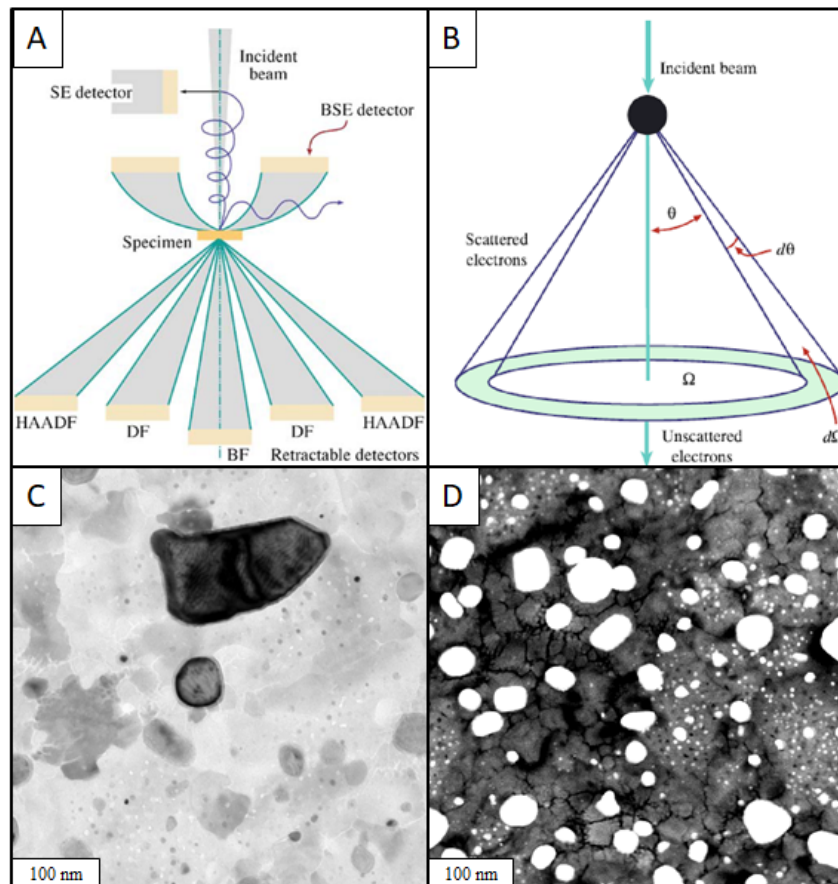 A
Incident
beam
SE detector
BSE detector
Specimen
HAADF
DF
BF
DF
HAADF
Retractable detectors
B
Incident beam
θ
dθ
Scattered
electrons
Ω
dΩ
Unscattered
electrons
C
100 nm
D
100 nm